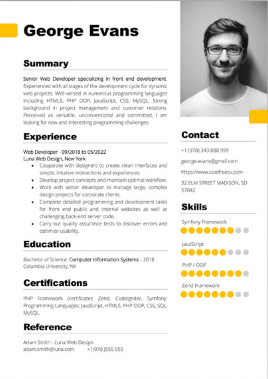 George Evans
Summary
Senior Web Developer specializing in front end development.
Experienced with all stages of the development cycle for dynamic
web projects. Well versed in numerous programming languages
including HTML5, PHP OOP, JavaScript, CSS, MySQL. Strong
background in project management and customer relations.
Perceived as versatile, unconventional and committed, I am
looking for new and interesting programming challenges.
Experience
Web Developer - 09/2018 to 05/2022
Luna Web Design, New York
• Cooperate with designers to create clean interfaces and
simple, intuitive interactions and experiences.
• Develop project concepts and maintain optimal workflow.
• Work with senior developer to manage large, complex
design projects for corporate clients.
• Complete detailed programming and development tasks
for front end public and internal websites as well as
challenging back-end server code.
• Carry out quality assurance tests to discover errors and
optimize usability.
Education
Bachelor of Science: Computer Information Systems - 2018
Columbia University, NY
Certifications
PHP Framework (certificate): Zend, Codeigniter, Symfony.
Programming Languages: JavaScript, HTML5, PHP OOP, CSS, SQL,
MySQL.
Reference
Adam Smith - Luna Web Design
adam.smith@luna.com +1(970) 555 555
Contact
+1 (970) 343 888 999
george.evans@gmail.com
https://www.coolfreecv.com
32 ELM STREET MADISON, SD
57042
Skills
Symfony Framework
JavaScript
PHP / OOP
Zend Framework